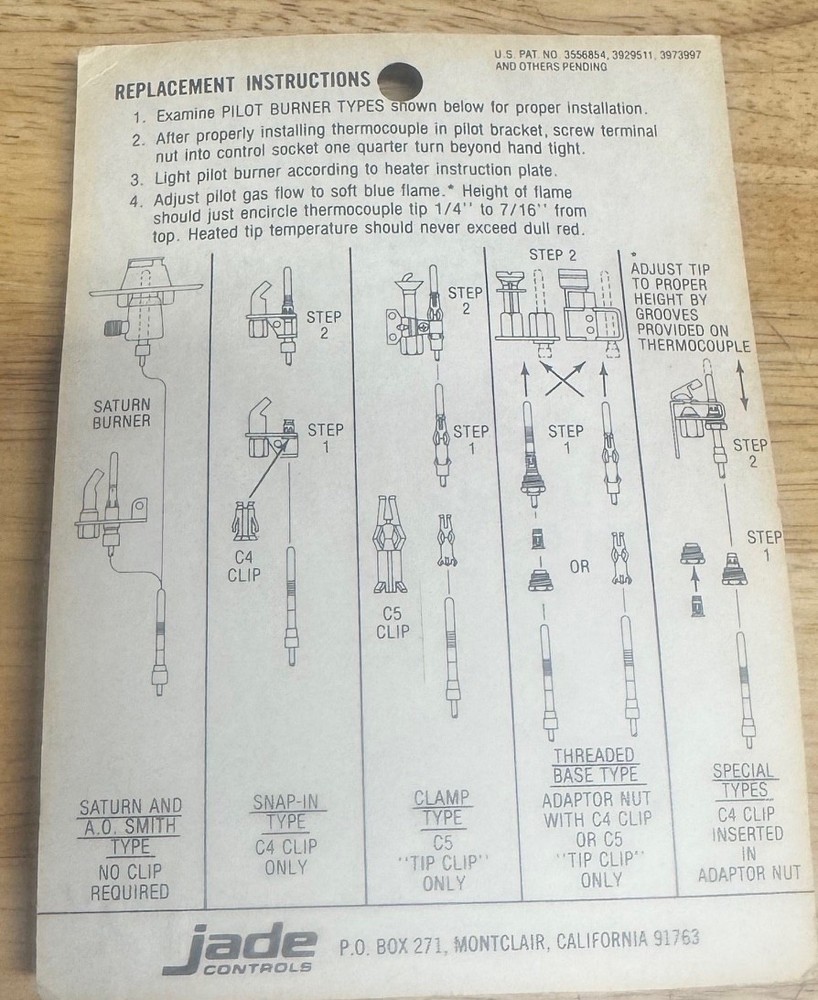 U.S. PAT. NO. 3556854, 3929511, 3973997
AND OTHERS PENDING
REPLACEMENT INSTRUCTIONS
1. Examine PILOT BURNER TYPES shown below for proper installation.
2. After properly installing thermocouple in pilot bracket, screw terminal
nut into control socket one quarter turn beyond hand tight.
3. Light pilot burner according to heater instruction plate.
4. Adjust pilot gas flow to soft blue flame.* Height of flame
should just encircle thermocouple tip 1/4'' to 7/16'' from
top. Heated tip temperature should never exceed dull red.
SATURN
BURNER
SATURN AND
A.O. SMITH
TYPE
NO CLIP
REQUIRED
STEP
2
STEP
1
C4
CLIP
SNAP-IN
TYPE
C4 CLIP
ONLY
STEP
2
STEP
1
C5
CLIP
CLAMP
TYPE
C5
"TIP CLIP"
ONLY
STEP 2
STEP
1
OR
THREADED
BASE TYPE
ADAPTOR NUT
WITH C4 CLIP
OR C5
"TIP CLIP"
ONLY
*
ADJUST TIP
TO PROPER
HEIGHT BY
GROOVES
PROVIDED ON
THERMOCOUPLE
STEP
2
STEP
1
SPECIAL
TYPES
C4 CLIP
INSERTED
IN
ADAPTOR NUT
jade
CONTROLS
P.O. BOX 271, MONTCLAIR, CALIFORNIA 91763